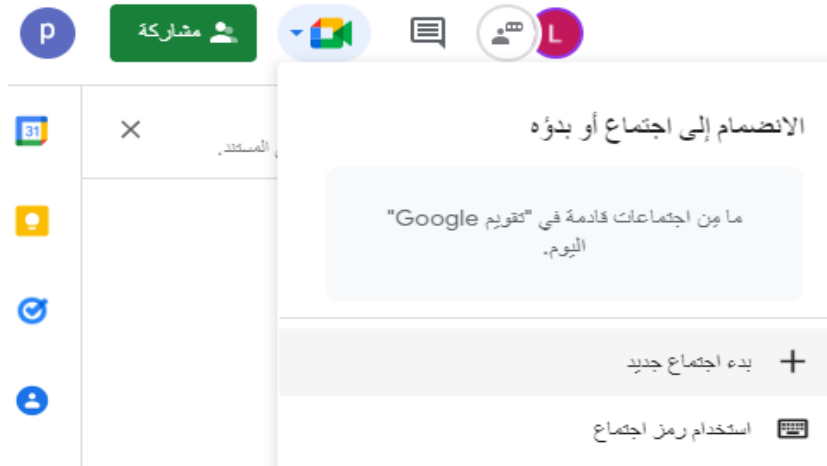 p
مشاركة
L
31
الانضمام إلى اجتماع أو بدؤه
المستند.
ما مِن اجتماعات قادمة في "تقويم Google"
اليوم.
بدء اجتماع جديد
استخدام رمز اجتماع